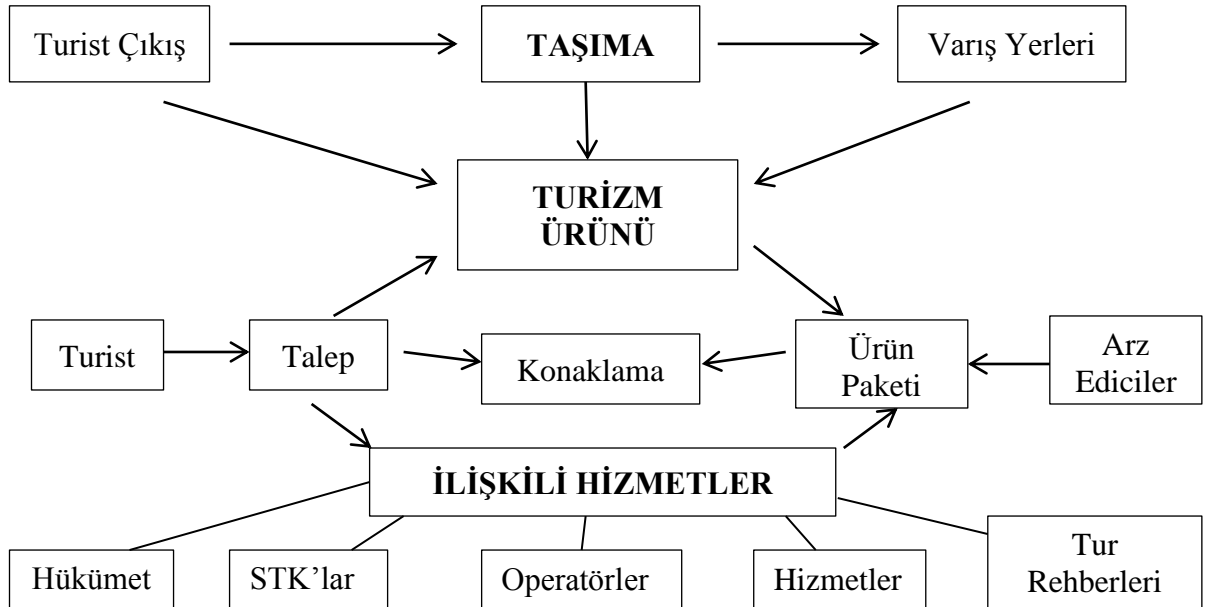 Turist Çıkış
TAŞIMA
Varış Yerleri
TURİZM
ÜRÜNÜ
Turist
Talep
Konaklama
Ürün
Paketi
Arz
Ediciler
İLİŞKİLİ HİZMETLER
Hükümet
STK’lar
Operatörler
Hizmetler
Tur
Rehberleri